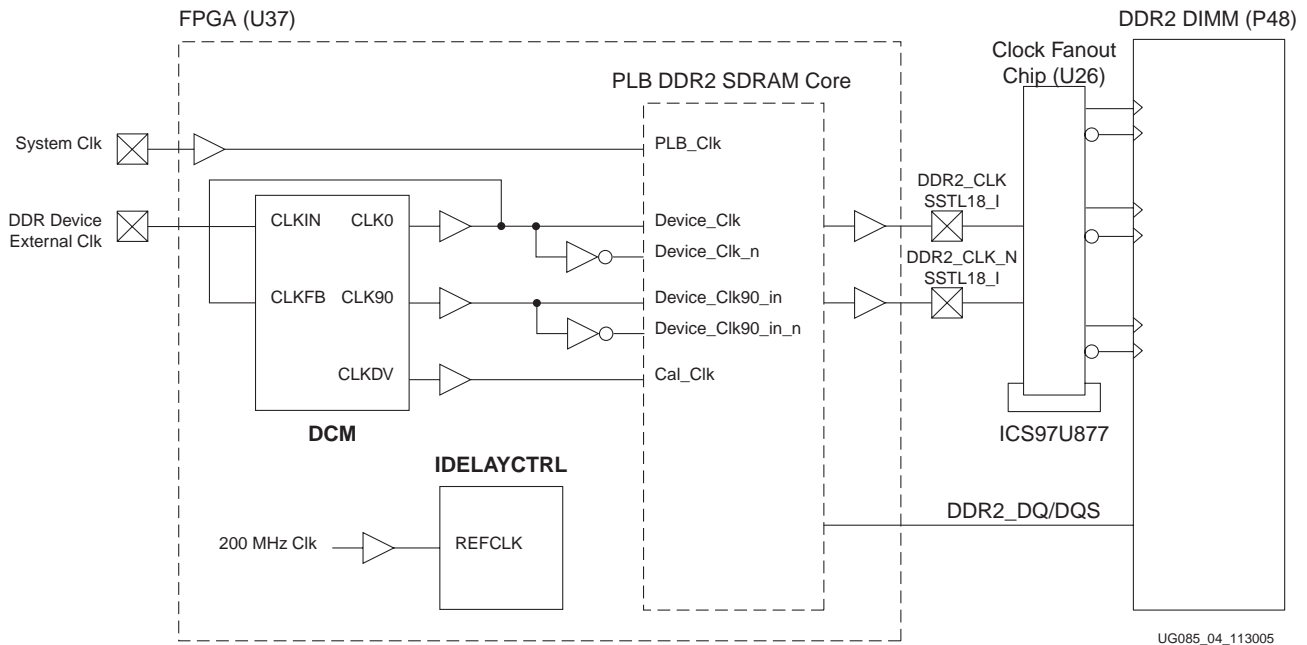 FPGA (U37)
DDR2 DIMM (P48)
Clock Fanout
Chip (U26)
PLB DDR2 SDRAM Core
System Clk
PLB_Clk
DDR2_CLK
SSTL18_I
DDR Device
External Clk
CLKIN
CLK0
Device_Clk
Device_Clk_n
DDR2_CLK_N
SSTL18_I
CLKFB
CLK90
Device_Clk90_in
Device_Clk90_in_n
CLKDV
Cal_Clk
DCM
ICS97U877
IDELAYCTRL
DDR2_DQ/DQS
200 MHz Clk
REFCLK
UG085_04_113005